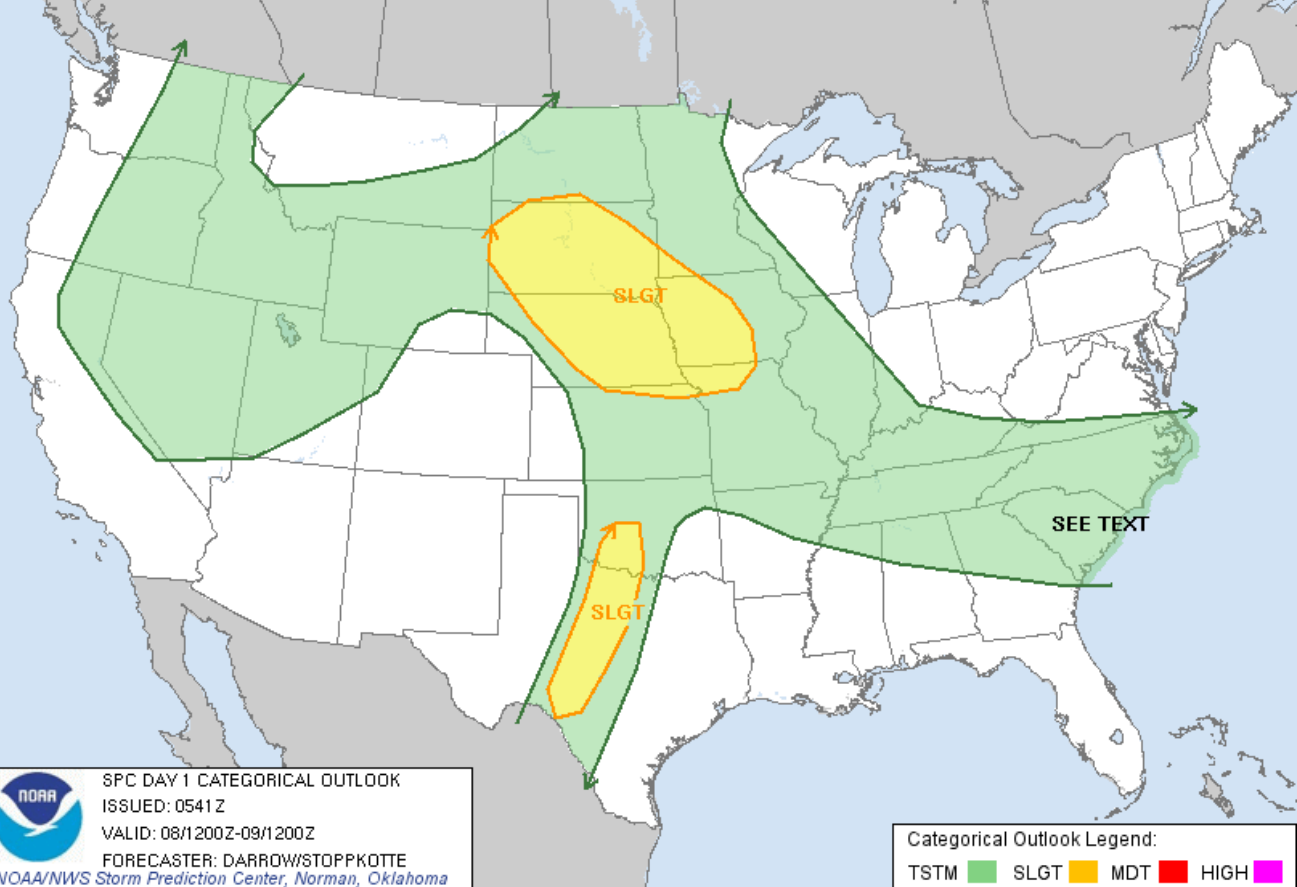 SLGT
SEE TEXT
SLGT
NOAA
SPC DAY 1 CATEGORICAL OUTLOOK
ISSUED: 0541Z
VALID: 08/1200Z-09/1200Z
FORECASTER: DARROW/STOPPKOTTE
NOAA/NWS Storm Prediction Center, Norman, Oklahoma
Categorical Outlook Legend:
TSTM SLGT MDT HIGH